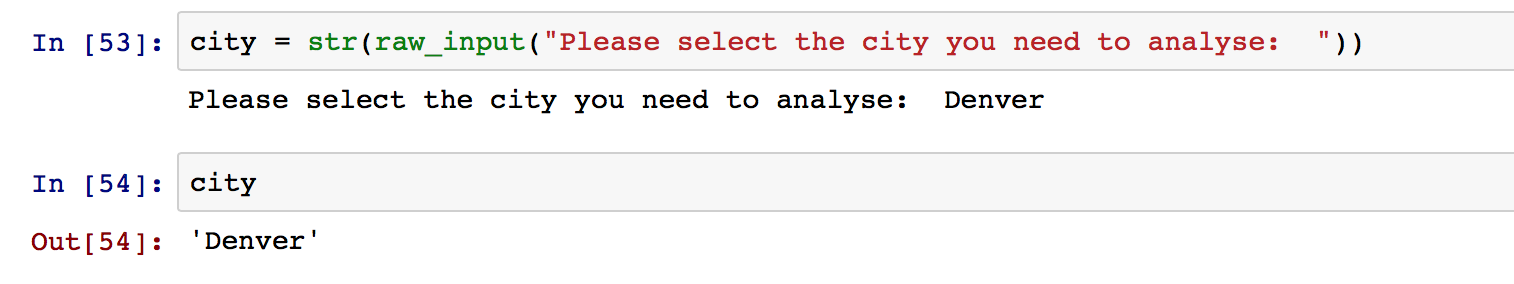 In [53]: city = str(raw_input("Please select the city you need to analyse:  "))
Please select the city you need to analyse:  Denver
In [54]: city
Out[54]: 'Denver'